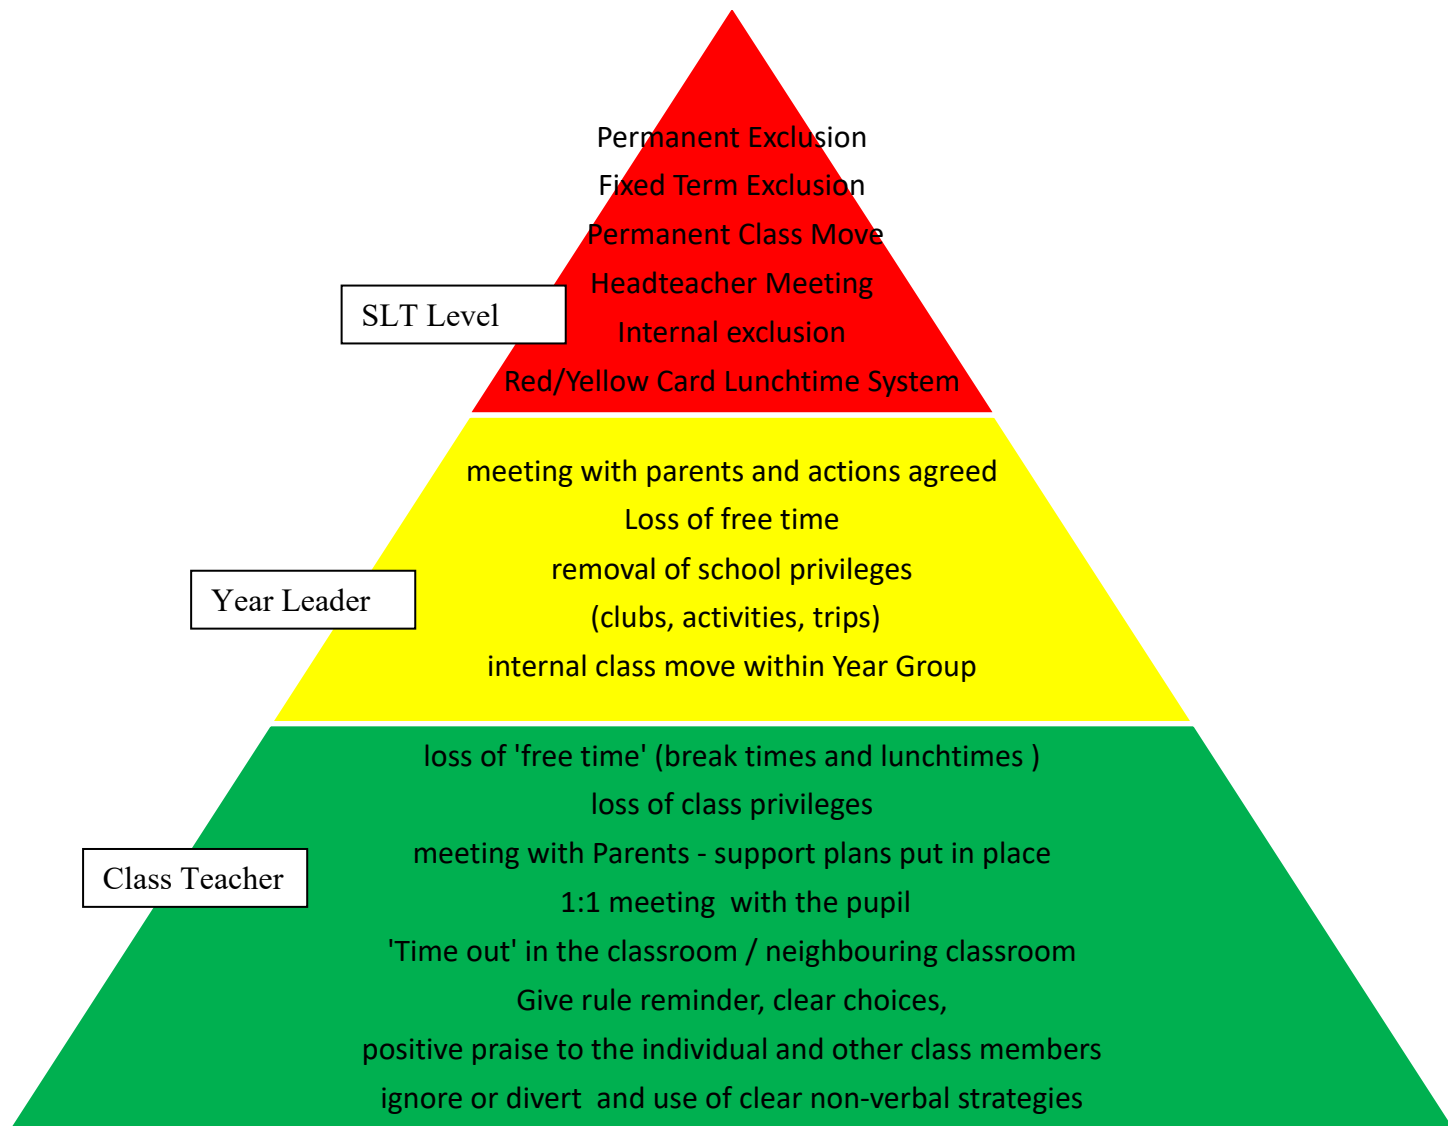 Permanent Exclusion
Fixed Term Exclusion
Permanent Class Move
Headteacher Meeting
SLT Level
Internal exclusion
Red/Yellow Card Lunchtime System
meeting with parents and actions agreed
Loss of free time
removal of school privileges
Year Leader
(clubs, activities, trips)
internal class move within Year Group
loss of 'free time' (break times and lunchtimes )
loss of class privileges
meeting with Parents - support plans put in place
Class Teacher
1:1 meeting  with the pupil
'Time out' in the classroom / neighbouring classroom
Give rule reminder, clear choices,
positive praise to the individual and other class members
ignore or divert  and use of clear non-verbal strategies